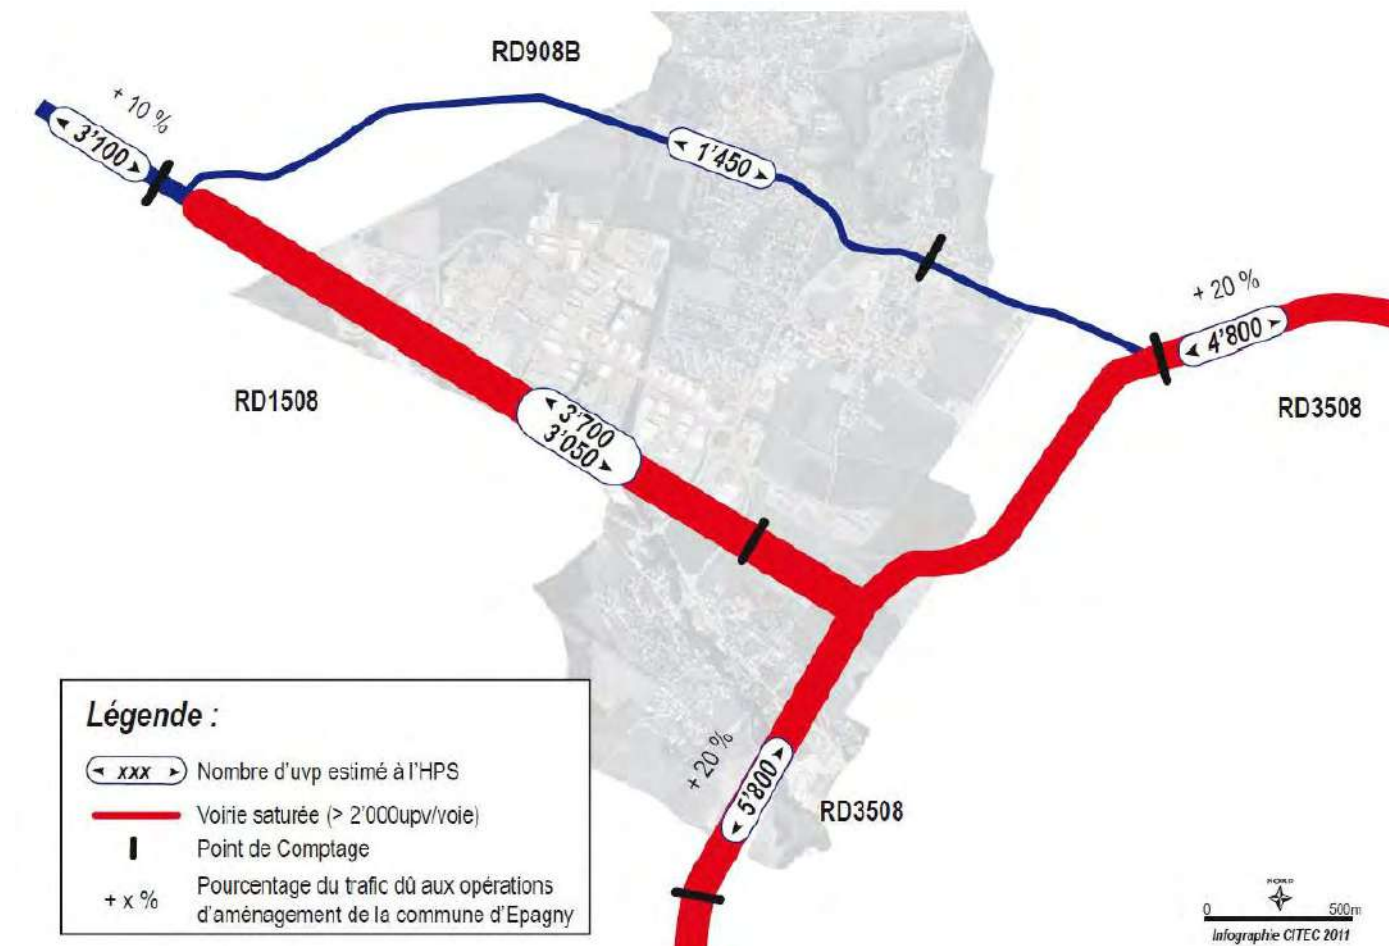 RD908B
+ 10 %
3'100
1'450
+ 20 %
4'800
RD1508
RD3508
3'700
3'050
+20 %
5'800
RD3508
Légende :
xxx Nombre d'uvp estimé à l'HPS
Voirie saturée (> 2'000upv/voie)
Point de Comptage
+ x % Pourcentage du trafic dû aux opérations
d'aménagement de la commune d'Epagny
NORD
0 500m
Infographie CITEC 2011